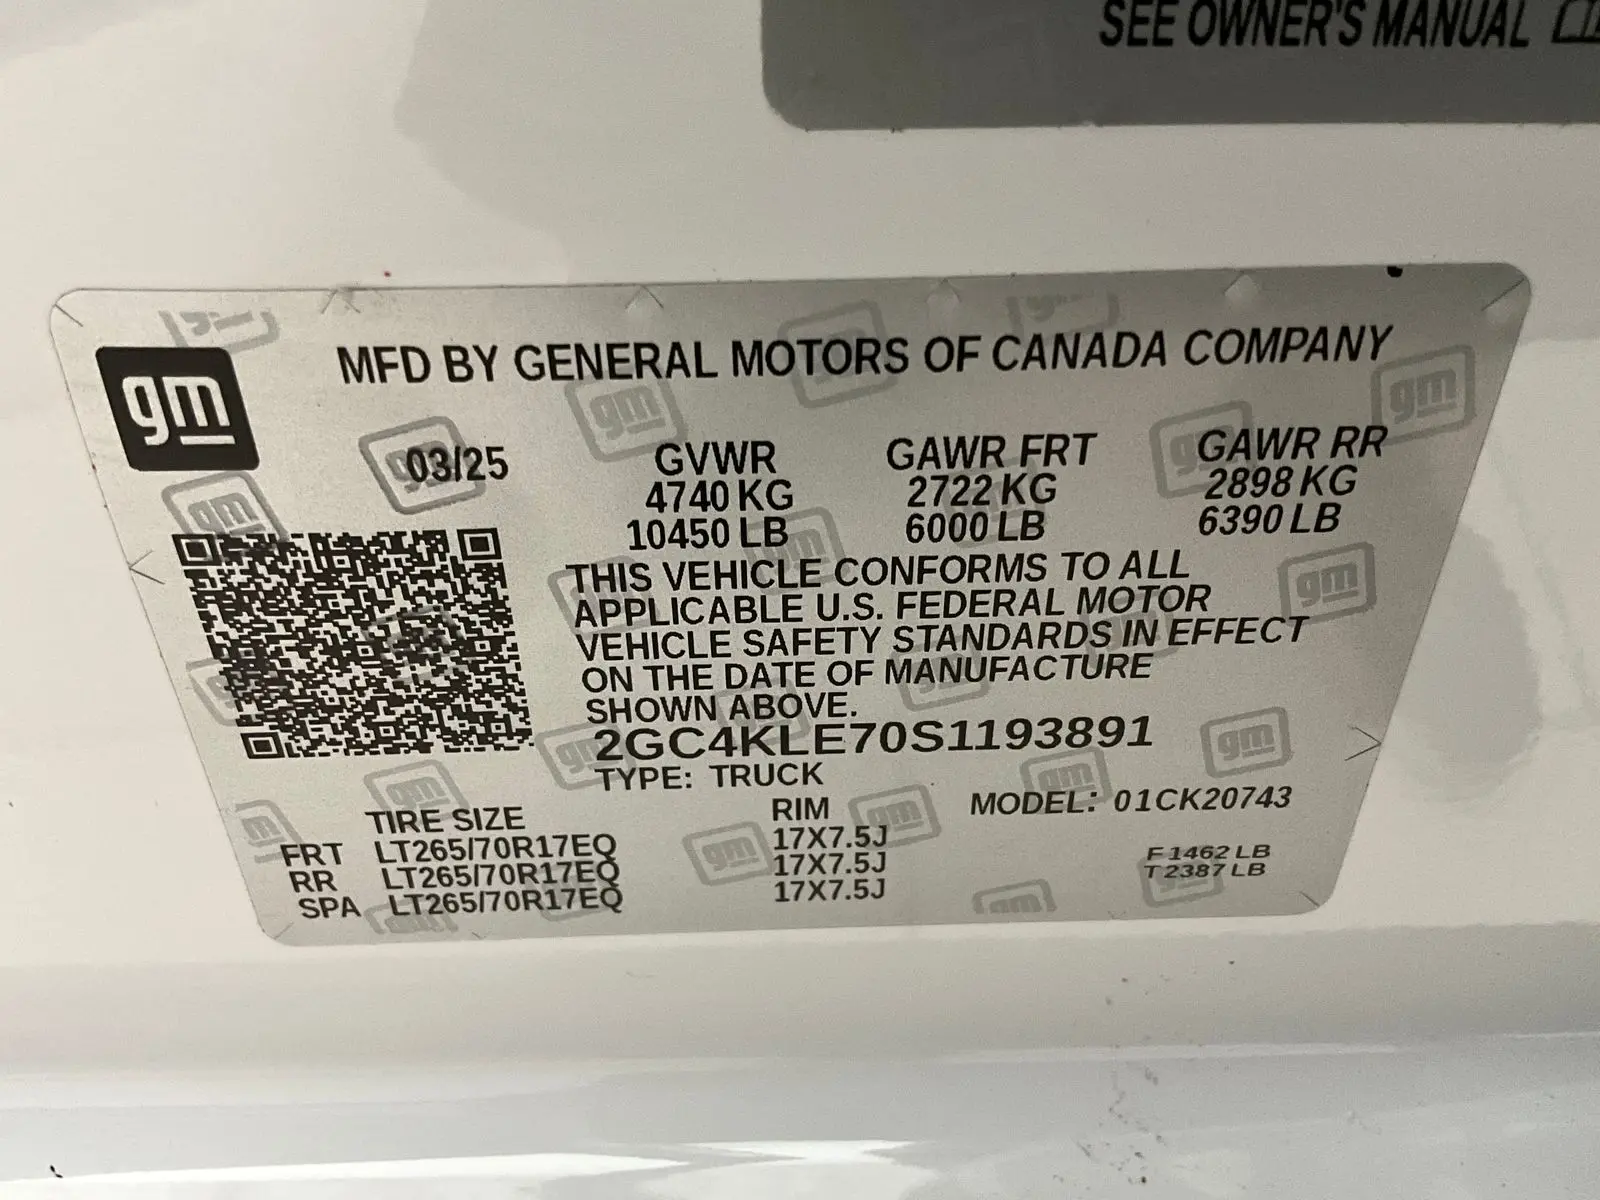 SEE OWNER'S MANUAL
gm
MFD BY GENERAL MOTORS OF CANADA COMPANY
03/25 GVWR GAWR FRT GAWR RR
4740 KG 2722 KG 2898 KG
10450 LB 6000 LB 6390 LB
THIS VEHICLE CONFORMS TO ALL
APPLICABLE U.S. FEDERAL MOTOR
VEHICLE SAFETY STANDARDS IN EFFECT
ON THE DATE OF MANUFACTURE
SHOWN ABOVE.
2GC4KLE70S1193891
TYPE: TRUCK
TIRE SIZE RIM MODEL: 01CK20743
FRT LT265/70R17EQ 17X7.5J
RR LT265/70R17EQ 17X7.5J
SPA LT265/70R17EQ 17X7.5J
F 1462 LB
T 2387 LB